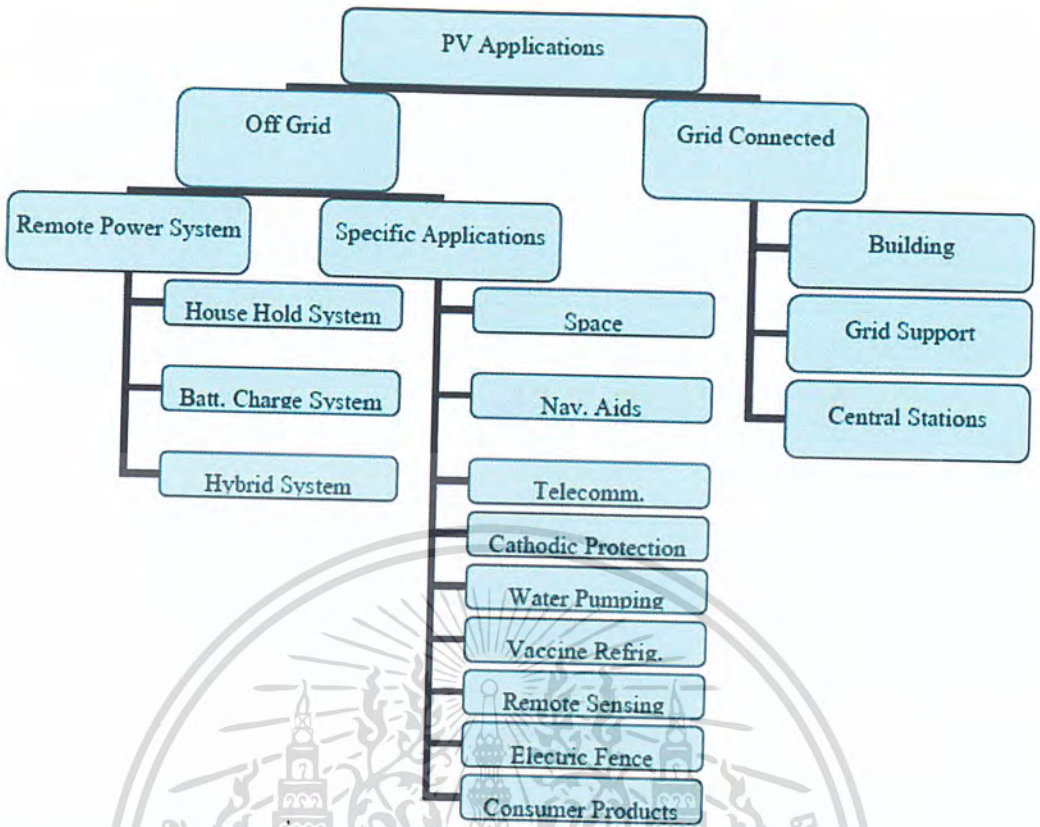 PV Applications
Off Grid
Grid Connected
Remote Power System
Specific Applications
Building
House Hold System
Space
Grid Support
Batt. Charge System
Nav. Aids
Central Stations
Hybrid System
Telecomm.
Cathodic Protection
Water Pumping
Vaccine Refrig.
Remote Sensing
Electric Fence
Consumer Products